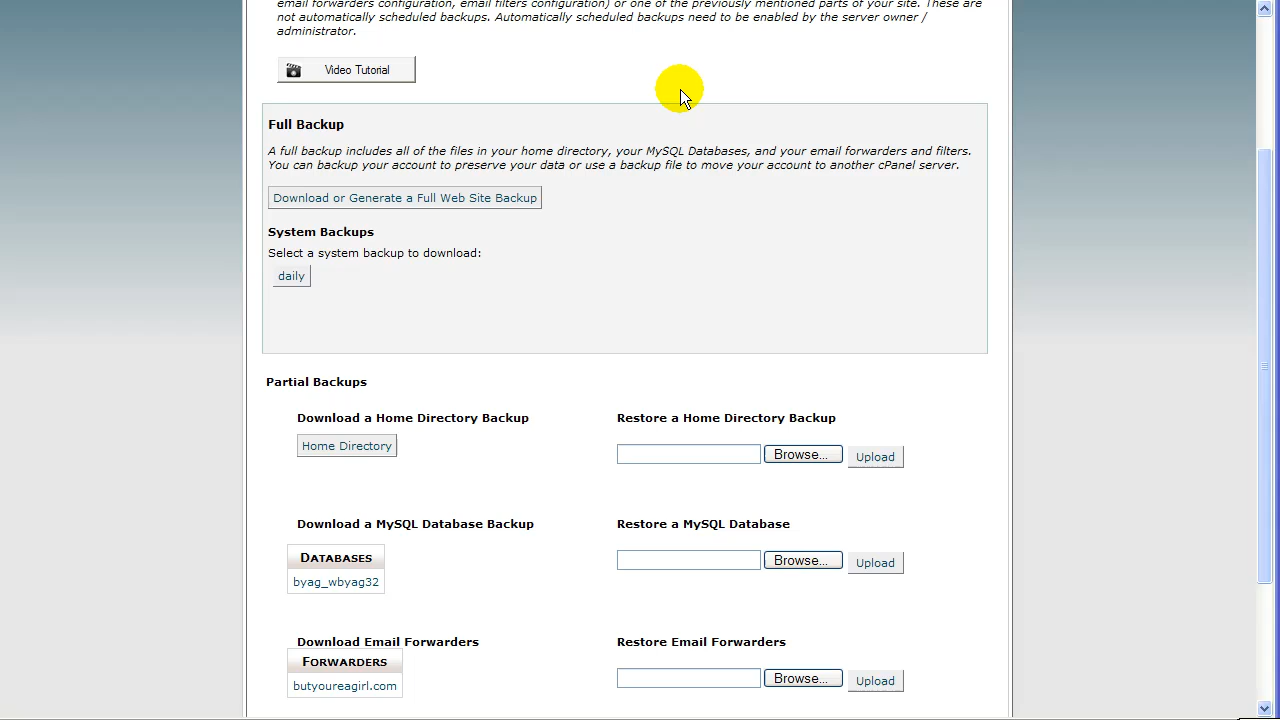 email forwarders configuration, email filters configuration) or one of the previously mentioned parts of your site. These are
not automatically scheduled backups. Automatically scheduled backups need to be enabled by the server owner /
administrator.
Video Tutorial
Full Backup
A full backup includes all of the files in your home directory, your MySQL Databases, and your email forwarders and filters.
You can backup your account to preserve your data or use a backup file to move your account to another cPanel server.
Download or Generate a Full Web Site Backup
System Backups
Select a system backup to download:
daily
Partial Backups
Download a Home Directory Backup
Restore a Home Directory Backup
Home Directory
Browse...
Upload
Download a MySQL Database Backup
Restore a MySQL Database
DATABASES
Browse...
Upload
byag_wbyag32
Download Email Forwarders
Restore Email Forwarders
FORWARDERS
Browse...
Upload
butyoureagirl.com